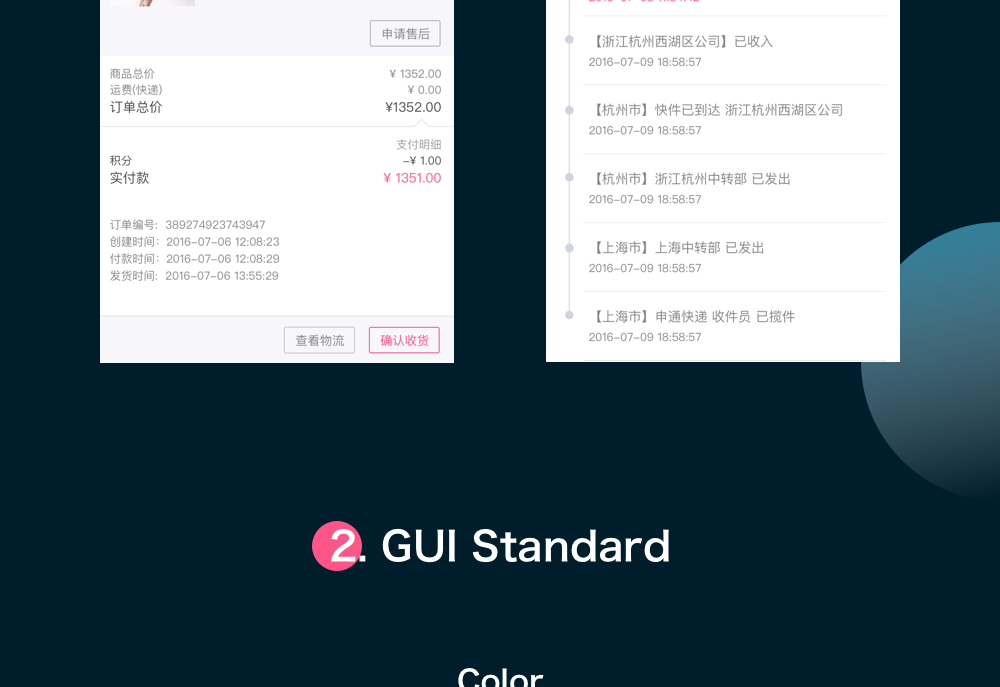 申请售后
商品总价 ¥ 1352.00
运费(快递) ¥ 0.00
订单总价 ¥1352.00
支付明细
积分 -¥ 1.00
实付款 ¥ 1351.00
订单编号: 389274923743947
创建时间: 2016-07-06 12:08:23
付款时间: 2016-07-06 12:08:29
发货时间: 2016-07-06 13:55:29
查看物流 确认收货
【浙江杭州西湖区公司】已收入
2016-07-09 18:58:57
【杭州市】快件已到达 浙江杭州西湖区公司
2016-07-09 18:58:57
【杭州市】浙江杭州中转部 已发出
2016-07-09 18:58:57
【上海市】上海中转部 已发出
2016-07-09 18:58:57
【上海市】申通快递 收件员 已揽件
2016-07-09 18:58:57
2. GUI Standard
Color